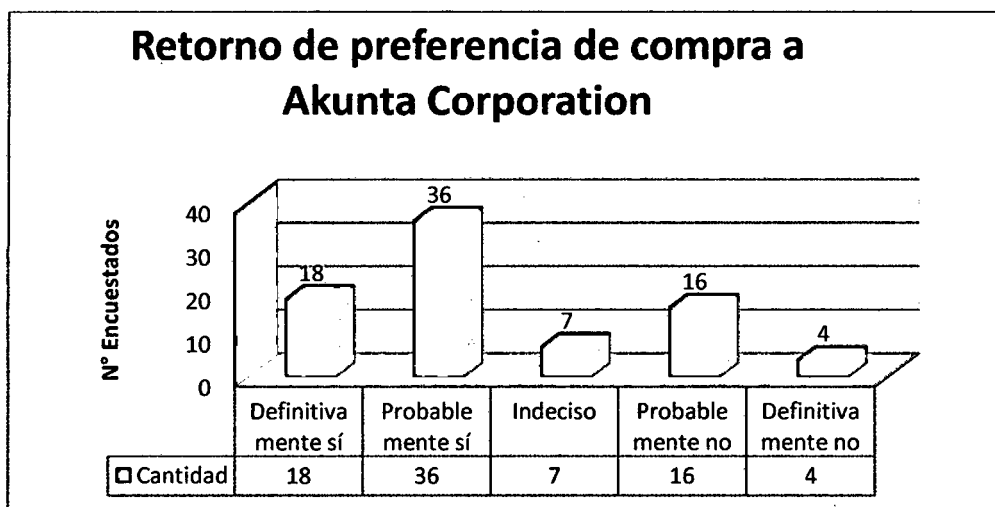 Retorno de preferencia de compra a
Akunta Corporation
N° Encuestados
40
30
20
10
0
18
36
7
16
4
Definitiva mente sí
Probable mente sí
Indeciso
Probable mente no
Definitiva mente no
Cantidad 18 36 7 16 4